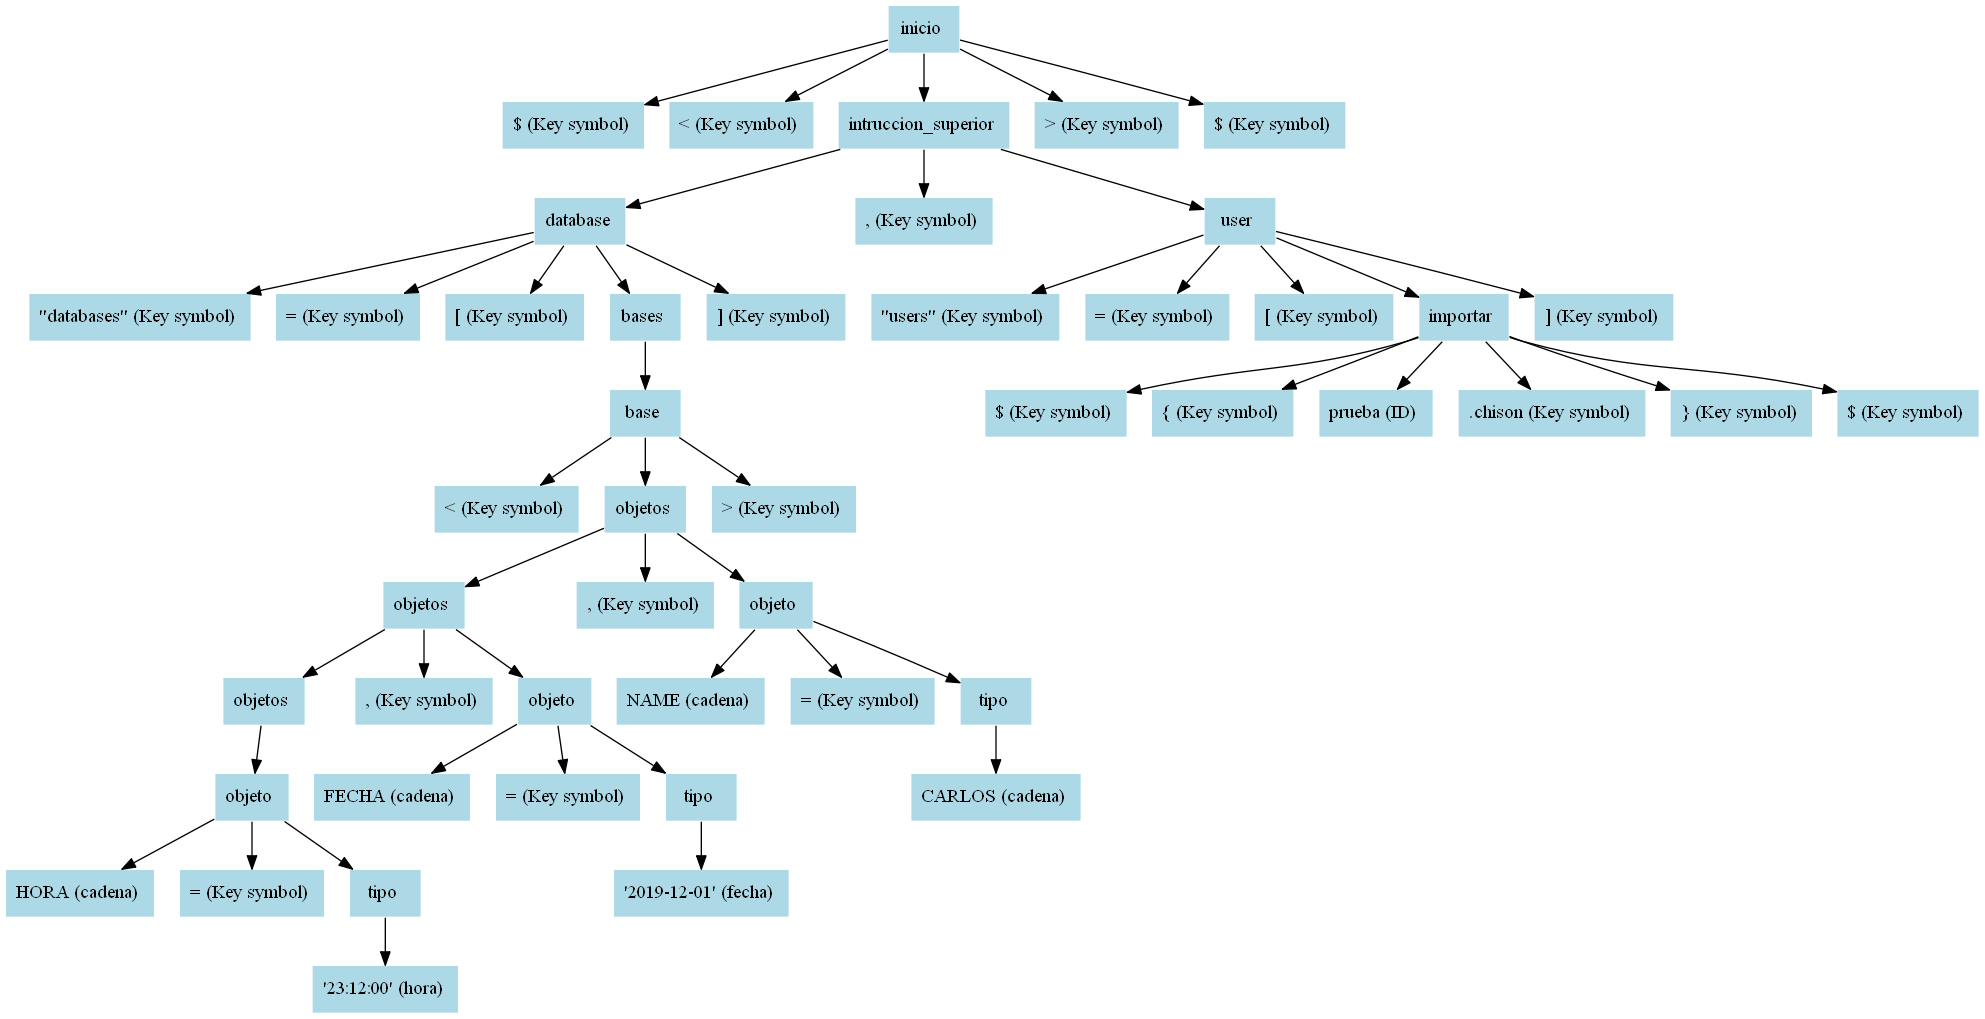 inicio
$ (Key symbol)
< (Key symbol)
intruccion_superior
> (Key symbol)
$ (Key symbol)
database
, (Key symbol)
user
"databases" (Key symbol)
= (Key symbol)
[ (Key symbol)
bases
] (Key symbol)
"users" (Key symbol)
= (Key symbol)
[ (Key symbol)
importar
] (Key symbol)
base
$ (Key symbol)
{ (Key symbol)
prueba (ID)
.chison (Key symbol)
} (Key symbol)
$ (Key symbol)
< (Key symbol)
objetos
> (Key symbol)
objetos
, (Key symbol)
objeto
objetos
, (Key symbol)
objeto
NAME (cadena)
= (Key symbol)
tipo
objeto
FECHA (cadena)
= (Key symbol)
tipo
CARLOS (cadena)
HORA (cadena)
= (Key symbol)
tipo
'2019-12-01' (fecha)
'23:12:00' (hora)